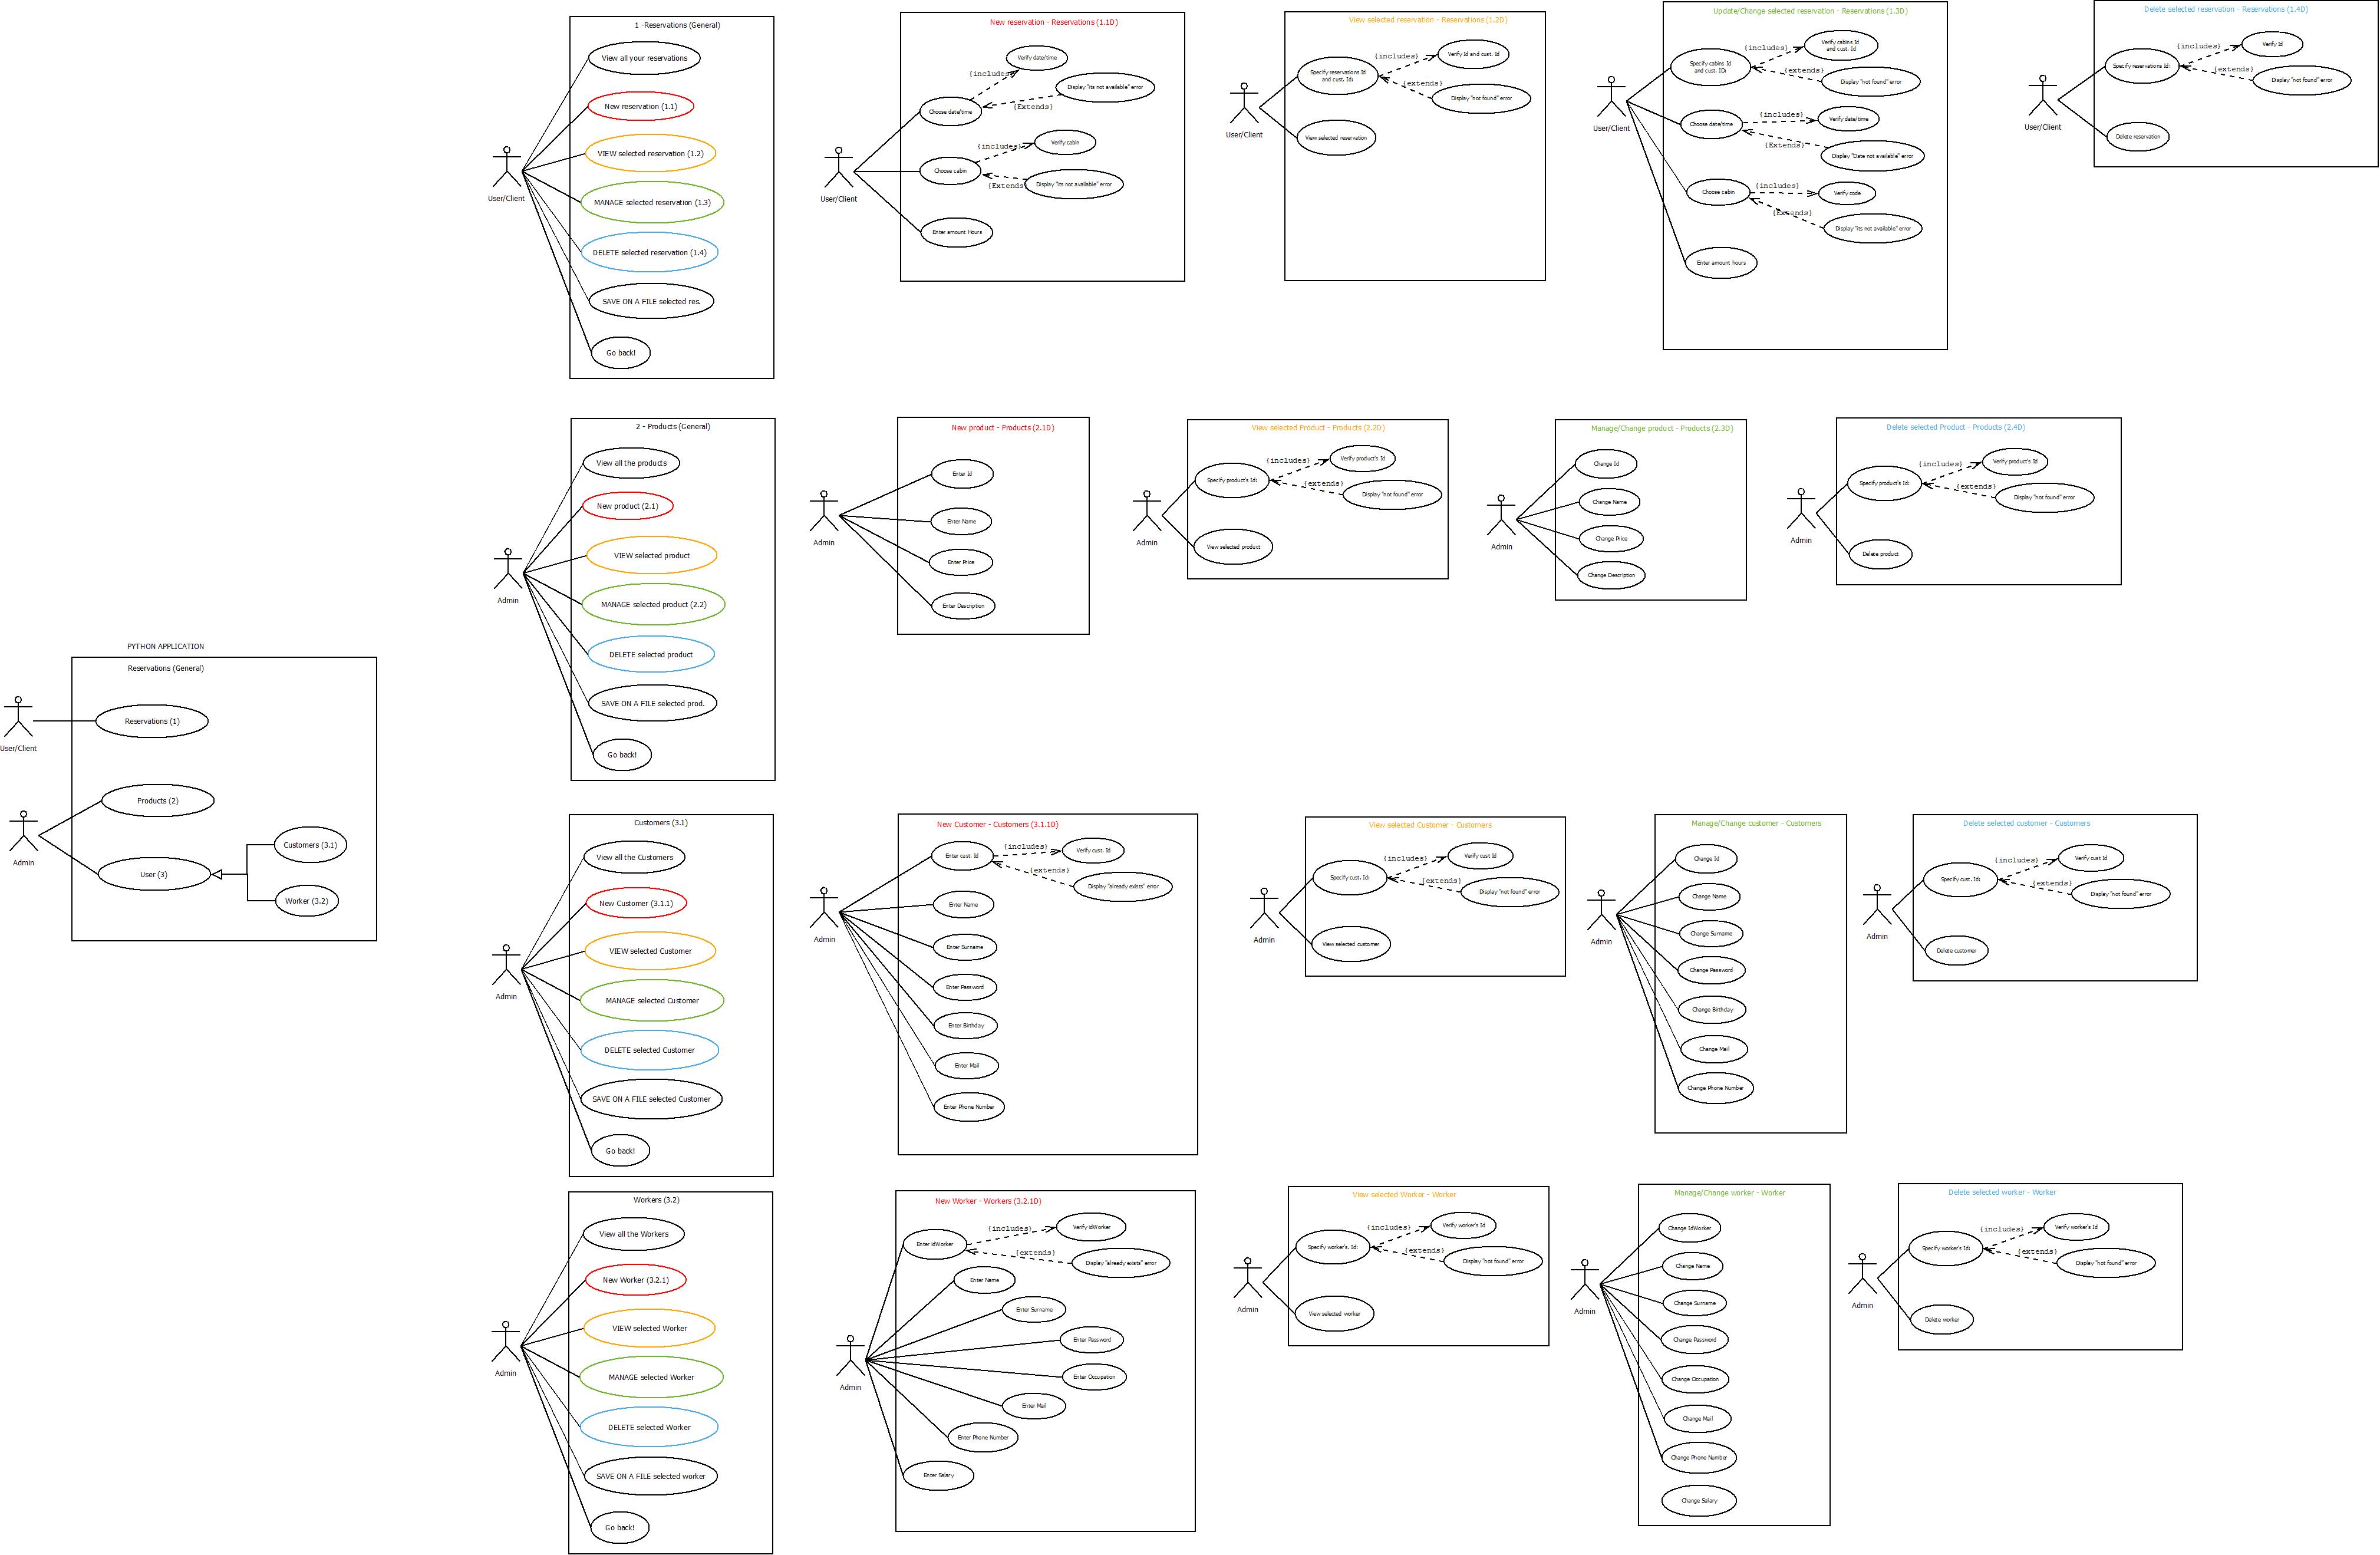 PYTHON APPLICATION
Reservations (General)
User/Client
Reservations (1)
Products (2)
Admin
User (3)
Customers (3.1)
Worker (3.2)
1 -Reservations (General)
View all your reservations
New reservation (1.1)
VIEW selected reservation (1.2)
User/Client
MANAGE selected reservation (1.3)
DELETE selected reservation (1.4)
SAVE ON A FILE selected res.
Go back!
New reservation - Reservations (1.1D)
Verify date/time
{includes}
Display "Its not available" error
{Extends}
Choose date/time
Verify cabin
{includes}
Choose cabin
{Extends}
Display "Its not available" error
User/Client
Enter amount Hours
View selected reservation - Reservations (1.2D)
Verify Id and cust. Id
{includes}
Specify reservations Id
and cust. Id:
{extends}
Display "not found" error
User/Client
View selected reservation
Update/Change selected reservation - Reservations (1.3D)
Verify cabins Id
and cust. Id
{includes}
Specify cabins Id
and cust. ID:
{extends}
Display "not found" error
{includes}
Verify date/time
Choose date/time
User/Client
{Extends}
Display "Date not available" error
{includes}
Choose cabin
Verify code
{Extends}
Display "Its not available" error
Enter amount hours
Delete selected reservation - Reservations (1.4D)
Verify Id
{includes}
Specify reservations Id:
{extends}
Display "not found" error
User/Client
Delete reservation
2 - Products (General)
View all the products
New product (2.1)
VIEW selected product
Admin
MANAGE selected product (2.2)
DELETE selected product
SAVE ON A FILE selected prod.
Go back!
New product - Products (2.1D)
Enter Id
Enter Name
Admin
Enter Price
Enter Description
View selected Product - Products (2.2D)
{includes}
Verify product's Id
Specify product's Id:
{extends}
Display "not found" error
Admin
View selected product
Manage/Change product - Products (2.3D)
Change Id
Change Name
Change Price
Admin
Change Description
Delete selected Product - Products (2.4D)
{includes}
Verify product's Id
Specify product's Id:
{extends}
Display "not found" error
Admin
Delete product
Customers (3.1)
View all the Customers
New Customer (3.1.1)
VIEW selected Customer
Admin
MANAGE selected Customer
DELETE selected Customer
SAVE ON A FILE selected Customer
Go back!
New Customer - Customers (3.1.1D)
{includes}
Verify cust. Id
Enter cust. Id
{extends}
Display "already exists" error
Enter Name
Admin
Enter Surname
Enter Password
Enter Birthday
Enter Mail
Enter Phone Number
View selected Customer - Customers
{includes}
Verify cust Id
Specify cust. Id:
{extends}
Display "not found" error
Admin
View selected customer
Manage/Change customer - Customers
Change Id
Change Name
Change Surname
Admin
Change Password
Change Birthday
Change Mail
Change Phone Number
Delete selected customer - Customers
{includes}
Verify cust Id
Specify cust. Id:
{extends}
Display "not found" error
Admin
Delete customer
Workers (3.2)
View all the Workers
New Worker (3.2.1)
VIEW selected Worker
Admin
MANAGE selected Worker
DELETE selected Worker
SAVE ON A FILE selected worker
Go back!
New Worker - Workers (3.2.1D)
{includes}
Verify idWorker
Enter idWorker
{extends}
Display "already exists" error
Enter Name
Enter Surname
Enter Password
Enter Occupation
Admin
Enter Mail
Enter Phone Number
Enter Salary
View selected Worker - Worker
{includes}
Verify worker's Id
Specify worker's. Id:
{extends}
Display "not found" error
Admin
View selected worker
Manage/Change worker - Worker
Change IdWorker
Change Name
Change Surname
Admin
Change Password
Change Occupation
Change Mail
Change Phone Number
Change Salary
Delete selected worker - Worker
{includes}
Verify worker's Id
Specify worker's Id:
{extends}
Display "not found" error
Admin
Delete worker